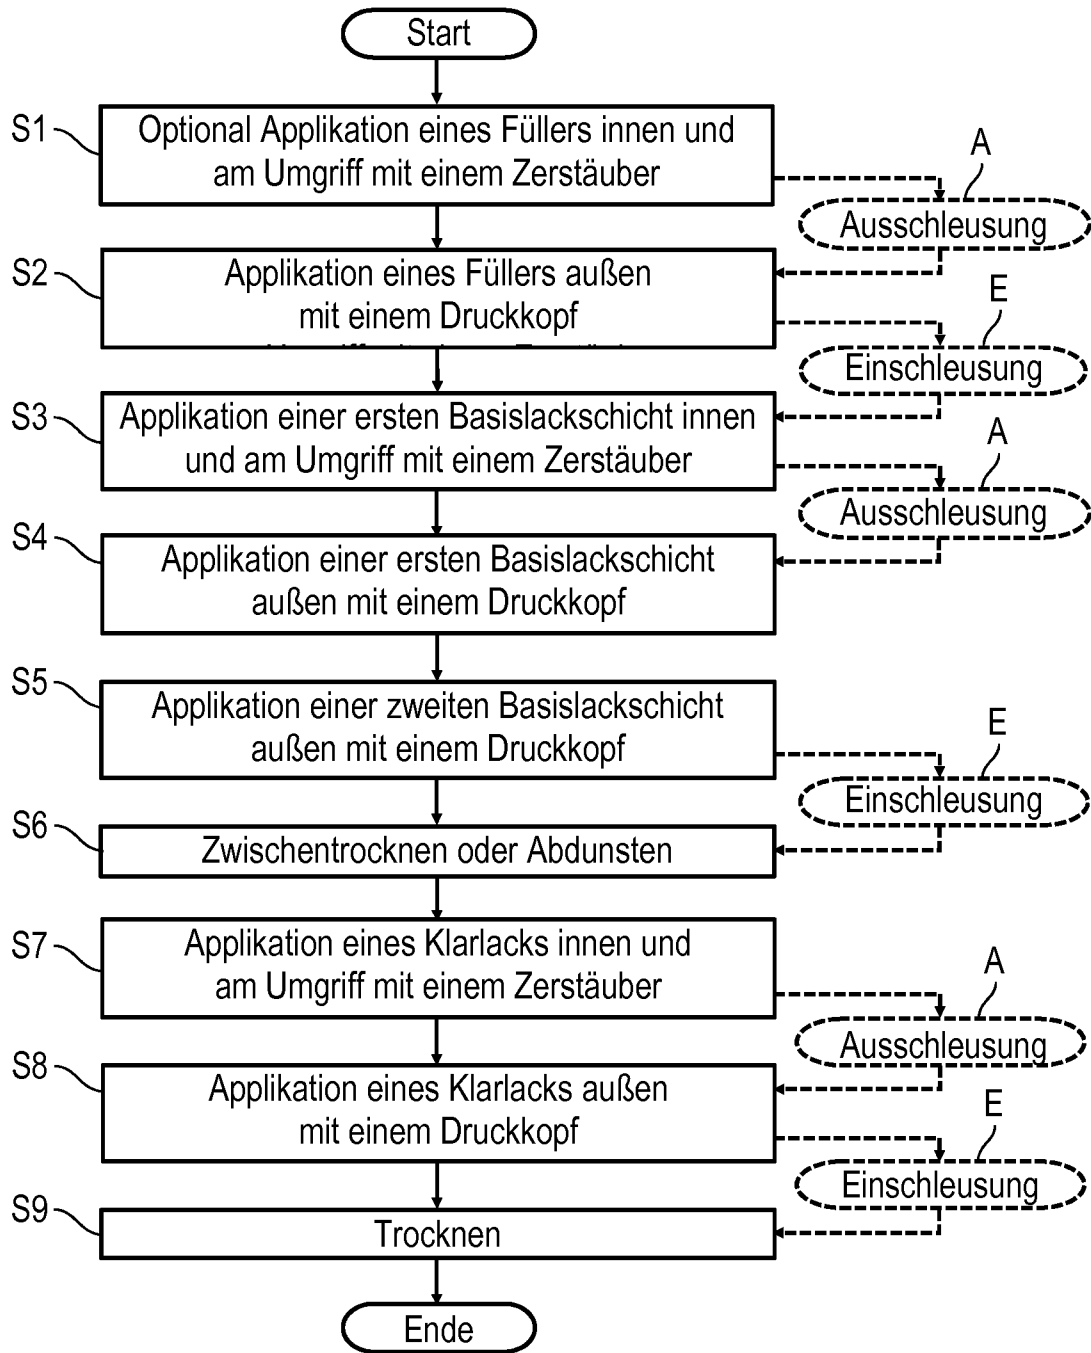 Start
S1
Optional Applikation eines Füllers innen und
am Umgriff mit einem Zerstäuber
A
Ausschleusung
S2
Applikation eines Füllers außen
mit einem Druckkopf
E
Einschleusung
S3
Applikation einer ersten Basislackschicht innen
und am Umgriff mit einem Zerstäuber
A
Ausschleusung
S4
Applikation einer ersten Basislackschicht
außen mit einem Druckkopf
S5
Applikation einer zweiten Basislackschicht
außen mit einem Druckkopf
E
Einschleusung
S6
Zwischentrocknen oder Abdunsten
S7
Applikation eines Klarlacks innen und
am Umgriff mit einem Zerstäuber
A
Ausschleusung
S8
Applikation eines Klarlacks außen
mit einem Druckkopf
E
Einschleusung
S9
Trocknen
Ende